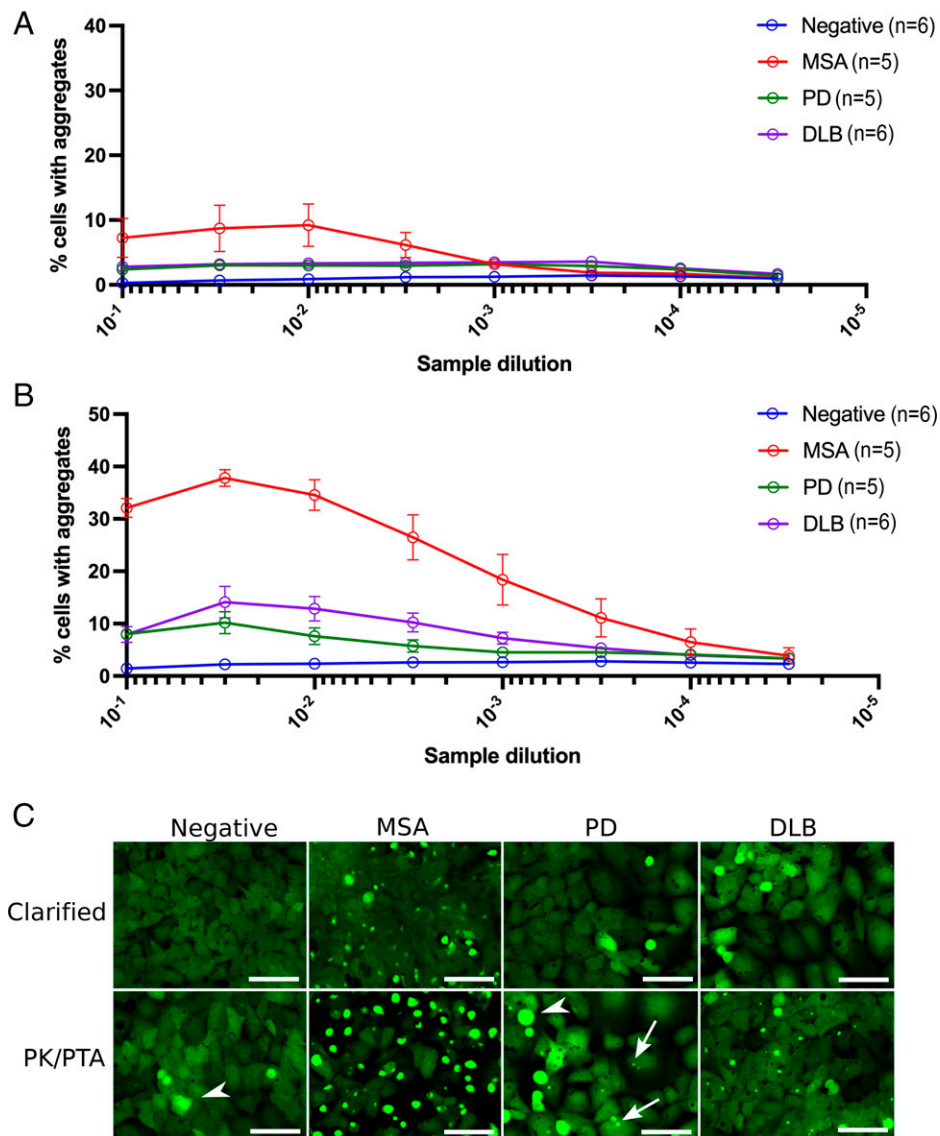 A
40
30
20
10
0
% cells with aggregates
10-1
10-2
10-3
10-4
10-5
Sample dilution
Negative (n=6)
MSA (n=5)
PD (n=5)
DLB (n=6)
B
50
40
30
20
10
0
% cells with aggregates
10-1
10-2
10-3
10-4
10-5
Sample dilution
Negative (n=6)
MSA (n=5)
PD (n=5)
DLB (n=6)
C
Negative MSA PD DLB
Clarified
PK/PTA